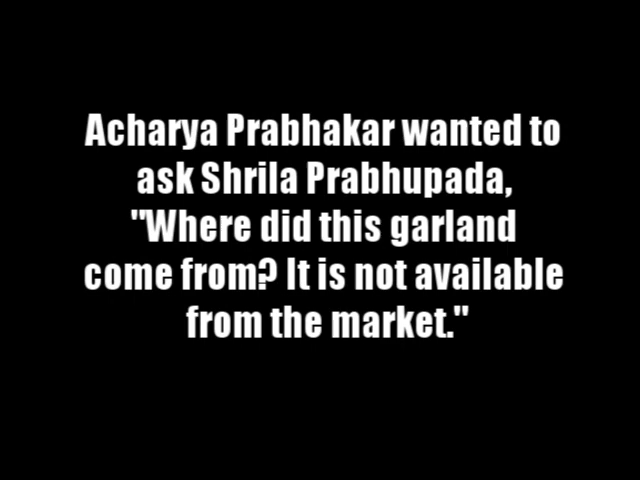 Acharya Prabhakar wanted to
ask Shrila Prabhupada,
"Where did this garland
come from? It is not available
from the market."